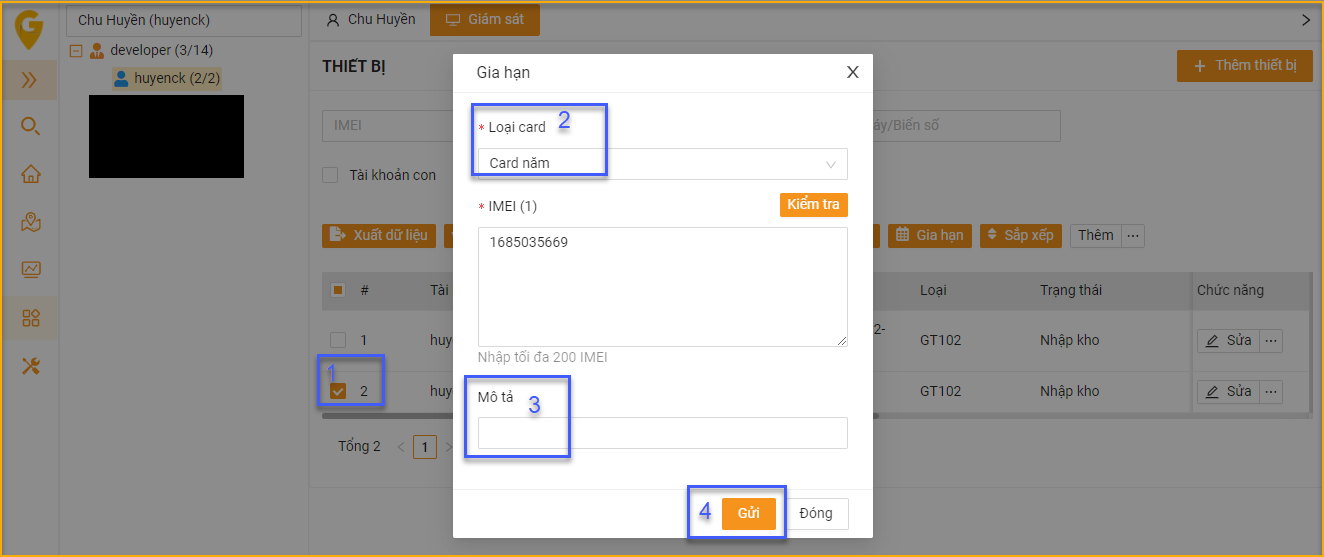 Chu Huyền (huyenck)
developer (3/14)
huyenck (2/2)
Chu Huyền
Giám sát
THIẾT BỊ
Thêm thiết bị
IMEI
áy/Biển số
Tài khoản con
Xuất dữ liệu
Gia hạn
Sắp xếp
Thêm
#
Tài
Loại
Trạng thái
Chức năng
1
huy
2-
GT102
Nhập kho
Sửa
1
2
huy
GT102
Nhập kho
Sửa
Tổng 2
1
Gia hạn
X
* Loại card
2
Card năm
* IMEI (1)
Kiểm tra
1685035669
Nhập tối đa 200 IMEI
Mô tả
3
4
Gửi
Đóng